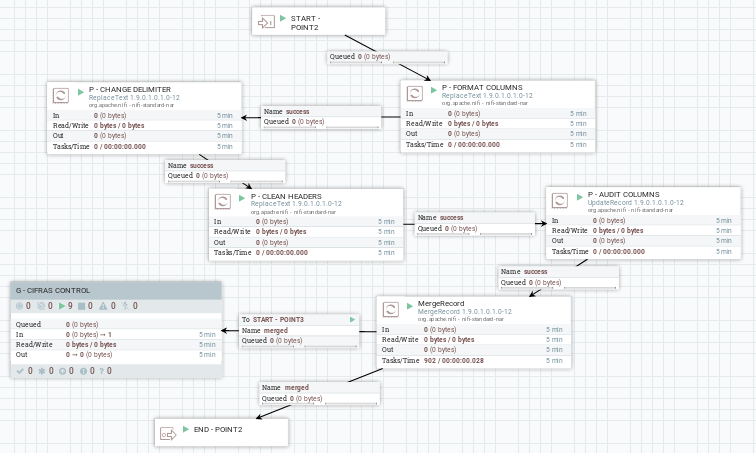 START -
POINT2
Queued 0 (0 bytes)
P - CHANGE DELIMITER
ReplaceText 1.9.0.1.0.1.0-12
org.apache.nifi - nifi-standard-nar
In 0 (0 bytes) 5 min
Read/Write 0 bytes / 0 bytes 5 min
Out 0 (0 bytes) 5 min
Tasks/Time 0 / 00:00:00.000 5 min
Name success
Queued 0 (0 bytes)
P - FORMAT COLUMNS
ReplaceText 1.9.0.1.0.1.0-12
org.apache.nifi - nifi-standard-nar
In 0 (0 bytes) 5 min
Read/Write 0 bytes / 0 bytes 5 min
Out 0 (0 bytes) 5 min
Tasks/Time 0 / 00:00:00.000 5 min
Name success
Queued 0 (0 bytes)
P - CLEAN HEADERS
ReplaceText 1.9.0.1.0.1.0-12
org.apache.nifi - nifi-standard-nar
In 0 (0 bytes) 5 min
Read/Write 0 bytes / 0 bytes 5 min
Out 0 (0 bytes) 5 min
Tasks/Time 0 / 00:00:00.000 5 min
Name success
Queued 0 (0 bytes)
P - AUDIT COLUMNS
UpdateRecord 1.9.0.1.0.1.0-12
org.apache.nifi - nifi-standard-nar
In 0 (0 bytes) 5 min
Read/Write 0 bytes / 0 bytes 5 min
Out 0 (0 bytes) 5 min
Tasks/Time 0 / 00:00:00.000 5 min
Name success
Queued 0 (0 bytes)
G - CIFRAS CONTROL
0 0 9 0 0 0
Queued 0 (0 bytes)
In 0 (0 bytes) → 1 5 min
Read/Write 0 bytes / 0 bytes 5 min
Out 0 → 0 (0 bytes) 5 min
0 0 0 0 ? 0
To START - POINT3
Name merged
Queued 0 (0 bytes)
MergeRecord
MergeRecord 1.9.0.1.0.1.0-12
org.apache.nifi - nifi-standard-nar
In 0 (0 bytes) 5 min
Read/Write 0 bytes / 0 bytes 5 min
Out 0 (0 bytes) 5 min
Tasks/Time 902 / 00:00:00.028 5 min
Name merged
Queued 0 (0 bytes)
END - POINT2